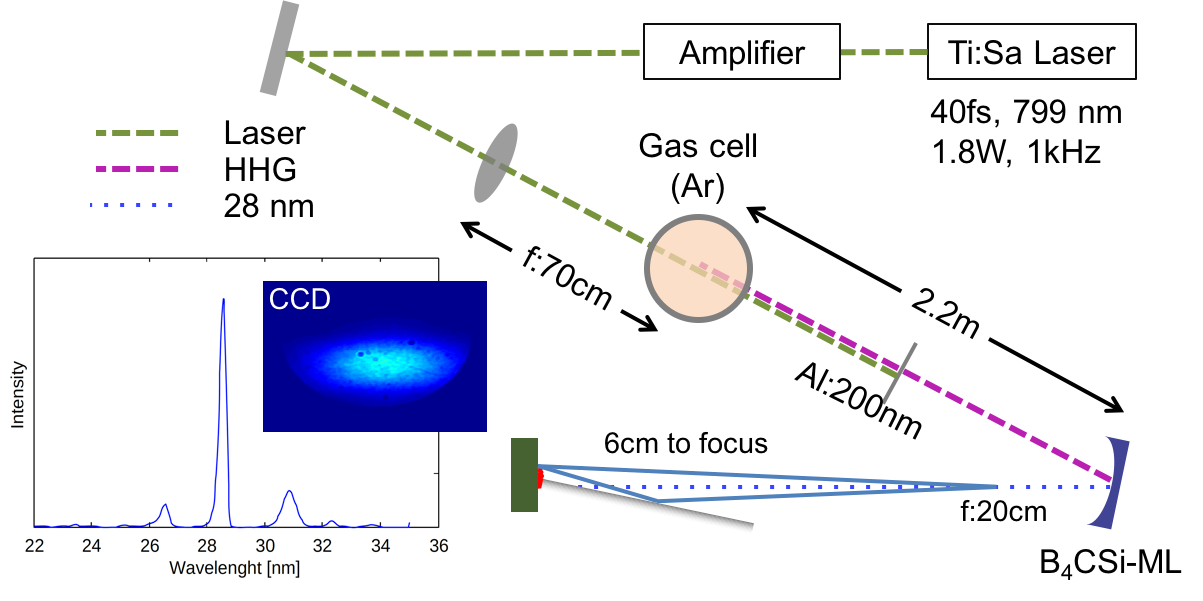 Amplifier
Ti:Sa Laser
40fs, 799 nm
1.8W, 1kHz
Laser
HHG
28 nm
Gas cell
(Ar)
f:70cm
2.2m
Al:200nm
CCD
6cm to focus
f:20cm
B₄CSi-ML
Intensity
22 24 26 28 30 32 34 36
Wavelenght [nm]